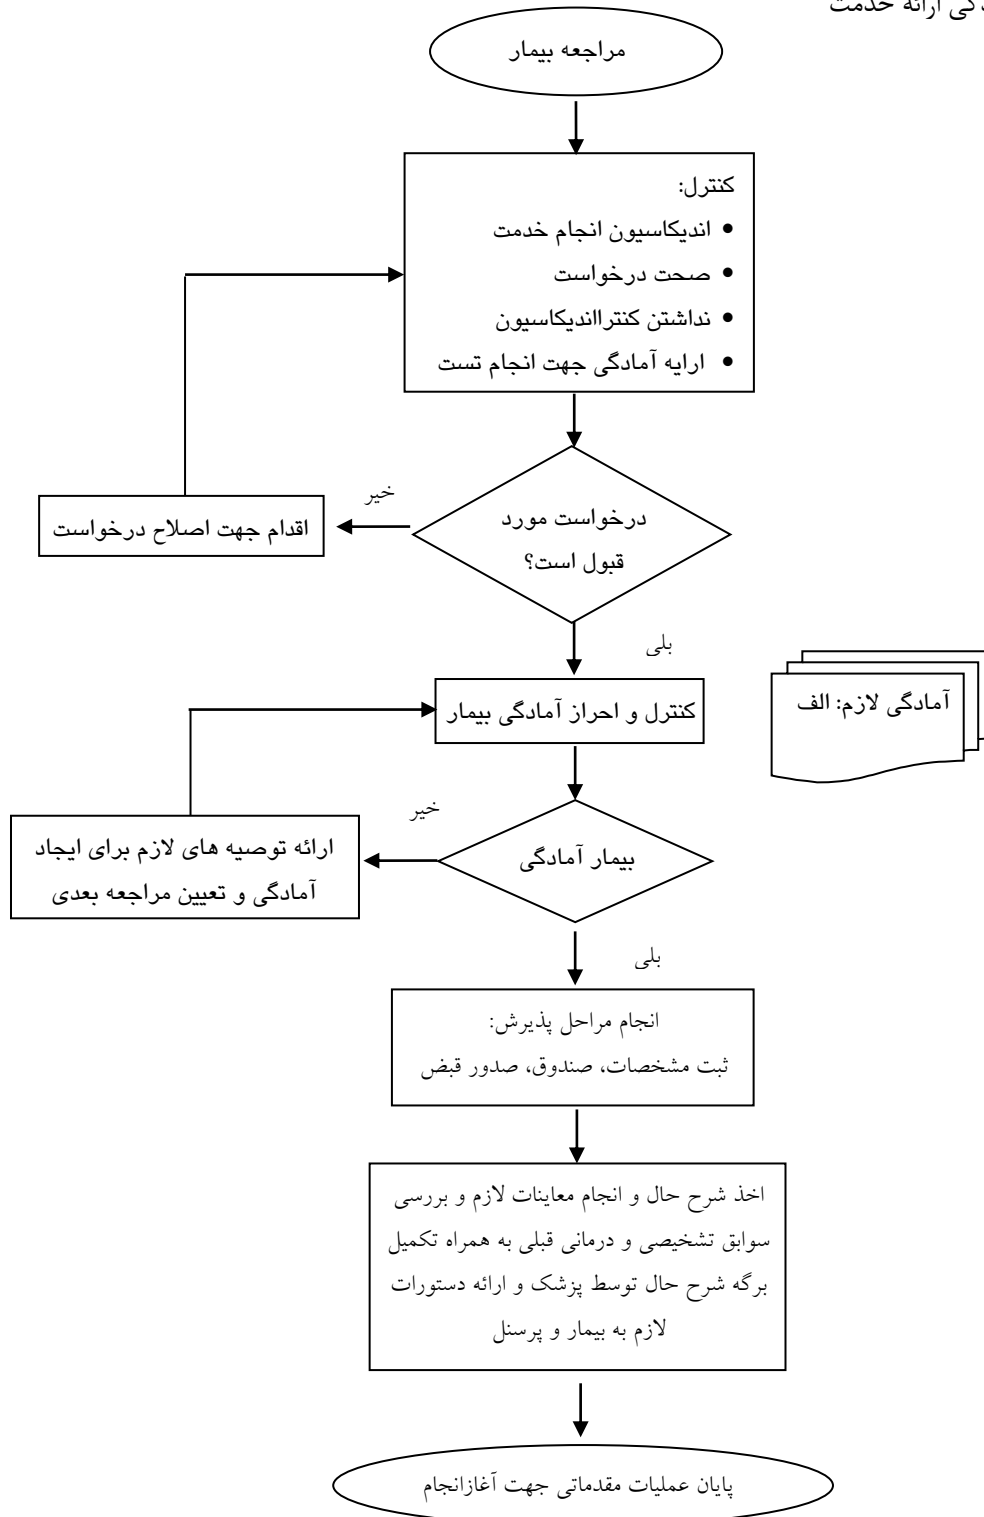 ارائه خدمت
مراجعه بیمار
کنترل:
• اندیکاسیون انجام خدمت
• صحت درخواست
• نداشتن کنترااندیکاسیون
• ارایه آمادگی جهت انجام تست
درخواست مورد
قبول است؟
خیر
اقدام جهت اصلاح درخواست
بلی
کنترل و احراز آمادگی بیمار
آمادگی لازم: الف
بیمار آمادگی
خیر
ارائه توصیه های لازم برای ایجاد
آمادگی و تعیین مراجعه بعدی
بلی
انجام مراحل پذیرش:
ثبت مشخصات، صندوق، صدور قبض
اخذ شرح حال و انجام معاینات لازم و بررسی
سوابق تشخیصی و درمانی قبلی به همراه تکمیل
برگه شرح حال توسط پزشک و ارائه دستورات
لازم به بیمار و پرسنل
پایان عملیات مقدماتی جهت آغازانجام